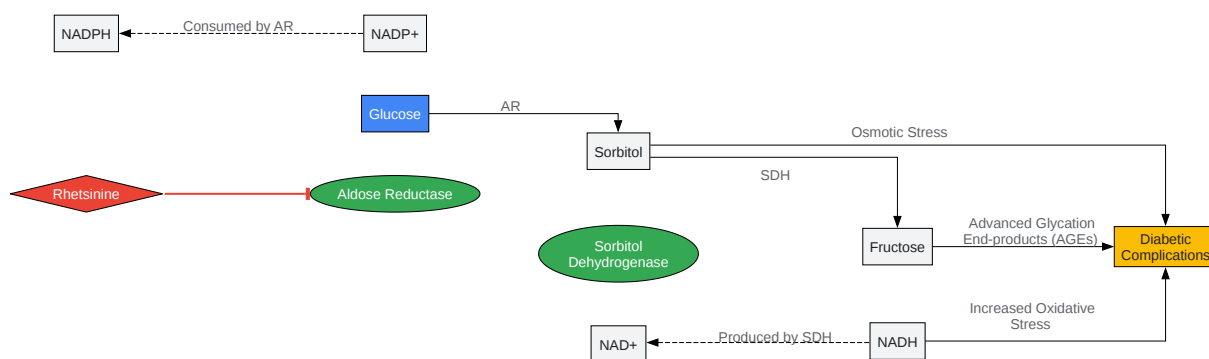 NADPH
Consumed by AR
NADP+
Glucose
AR
Sorbitol
Osmotic Stress
SDH
Rhetsinine
Aldose Reductase
Sorbitol
Dehydrogenase
Fructose
Advanced Glycation
End-products (AGEs)
Diabetic
Complications
Increased Oxidative
Stress
NAD+
Produced by SDH
NADH